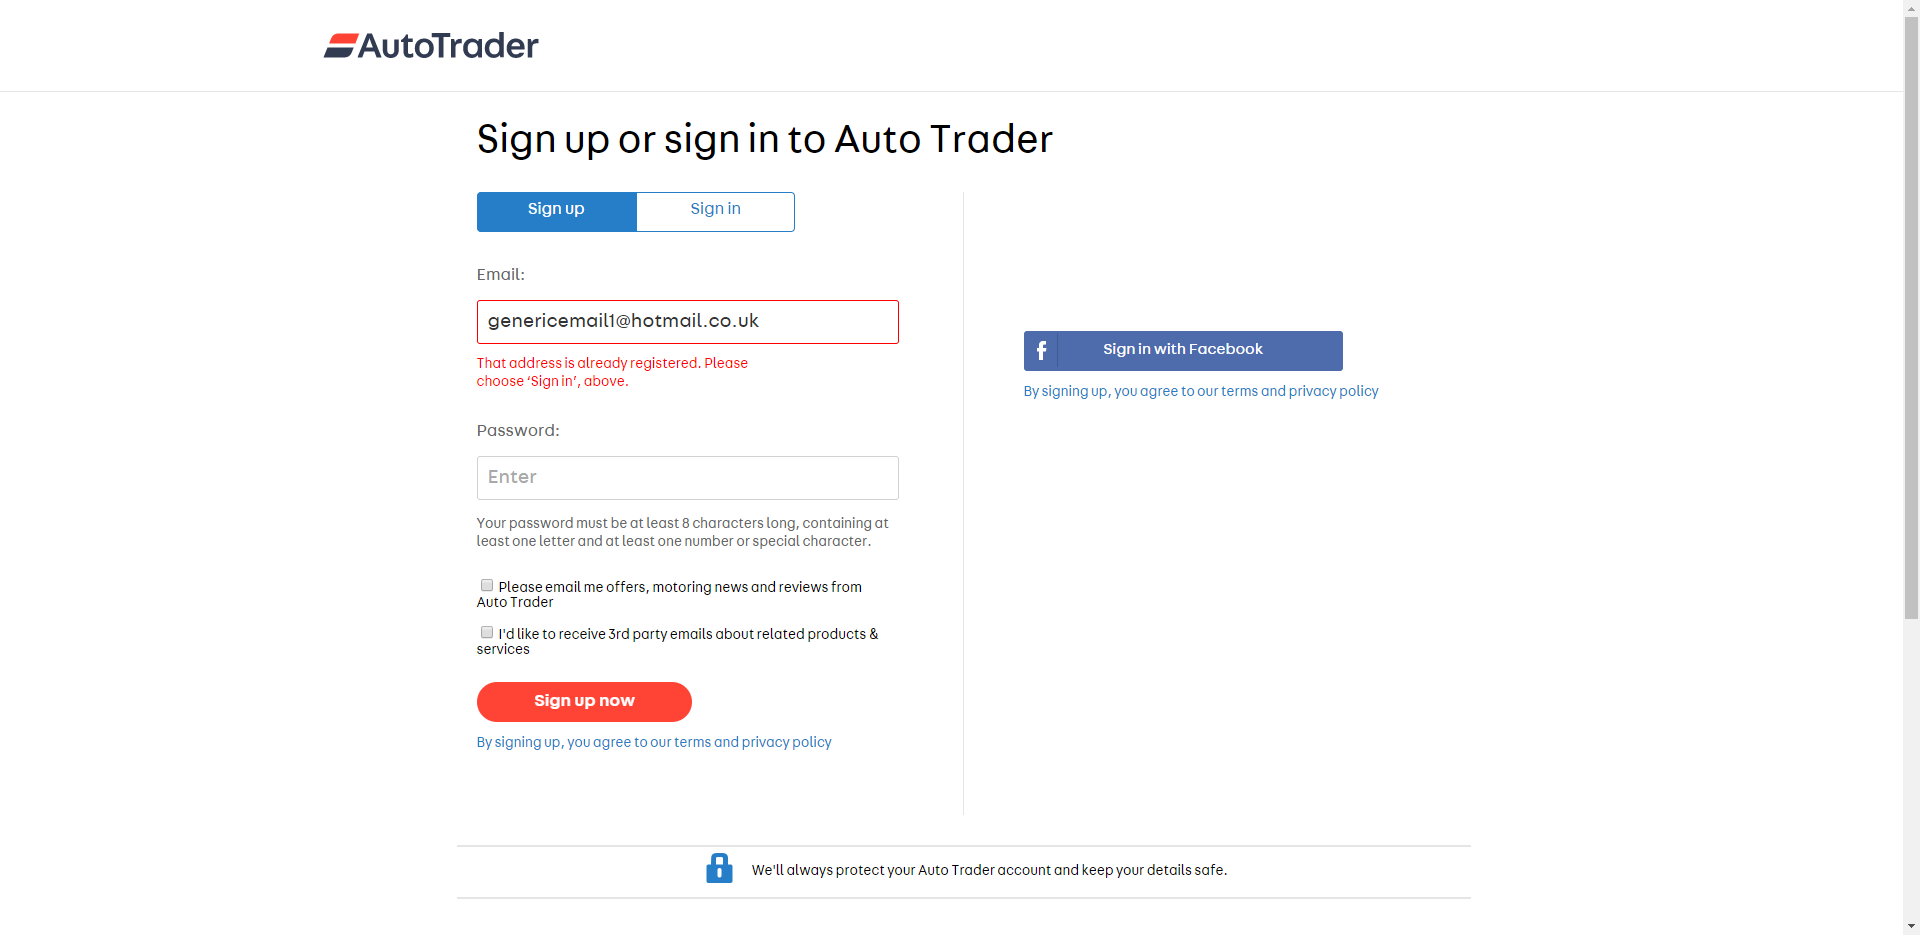 AutoTrader
Sign up or sign in to Auto Trader
Sign up
Sign in
Email:
genericemail1@hotmail.co.uk
That address is already registered. Please
choose ‘Sign in’, above.
Password:
Enter
Your password must be at least 8 characters long, containing at
least one letter and at least one number or special character.
Please email me offers, motoring news and reviews from
Auto Trader
I'd like to receive 3rd party emails about related products &
services
Sign up now
By signing up, you agree to our terms and privacy policy
f
Sign in with Facebook
By signing up, you agree to our terms and privacy policy
We'll always protect your Auto Trader account and keep your details safe.